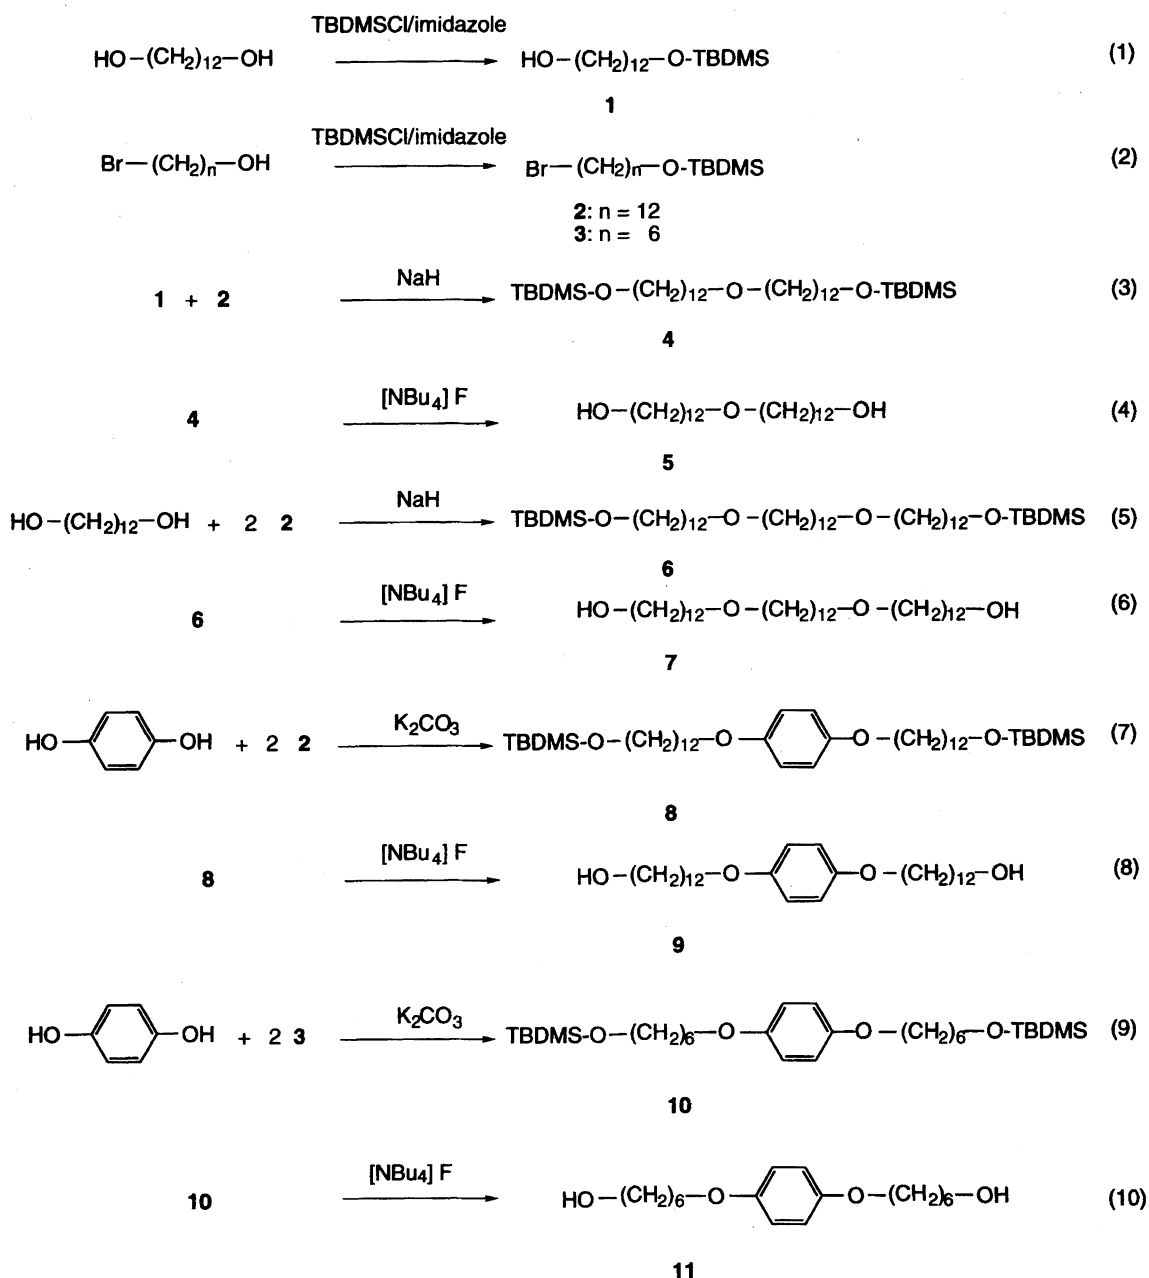 TBDMSCl/imidazole
HO-(CH₂)₁₂-OH HO-(CH₂)₁₂-O-TBDMS (1)
1
TBDMSCl/imidazole
Br-(CH₂)ₙ-OH Br-(CH₂)n-O-TBDMS (2)
2: n = 12
3: n = 6
NaH
1 + 2 TBDMS-O-(CH₂)₁₂-O-(CH₂)₁₂-O-TBDMS (3)
4
[NBu₄] F
4 HO-(CH₂)₁₂-O-(CH₂)₁₂-OH (4)
5
NaH
HO-(CH₂)₁₂-OH + 2 2 TBDMS-O-(CH₂)₁₂-O-(CH₂)₁₂-O-(CH₂)₁₂-O-TBDMS (5)
6
[NBu₄] F
6 HO-(CH₂)₁₂-O-(CH₂)₁₂-O-(CH₂)₁₂-OH (6)
7
K₂CO₃
HO OH + 2 2 TBDMS-O-(CH₂)₁₂-O O-(CH₂)₁₂-O-TBDMS (7)
8
[NBu₄] F
8 HO-(CH₂)₁₂-O O-(CH₂)₁₂-OH (8)
9
K₂CO₃
HO OH + 2 3 TBDMS-O-(CH₂)₆-O O-(CH₂)₆-O-TBDMS (9)
10
[NBu₄] F
10 HO-(CH₂)₆-O O-(CH₂)₆-OH (10)
11